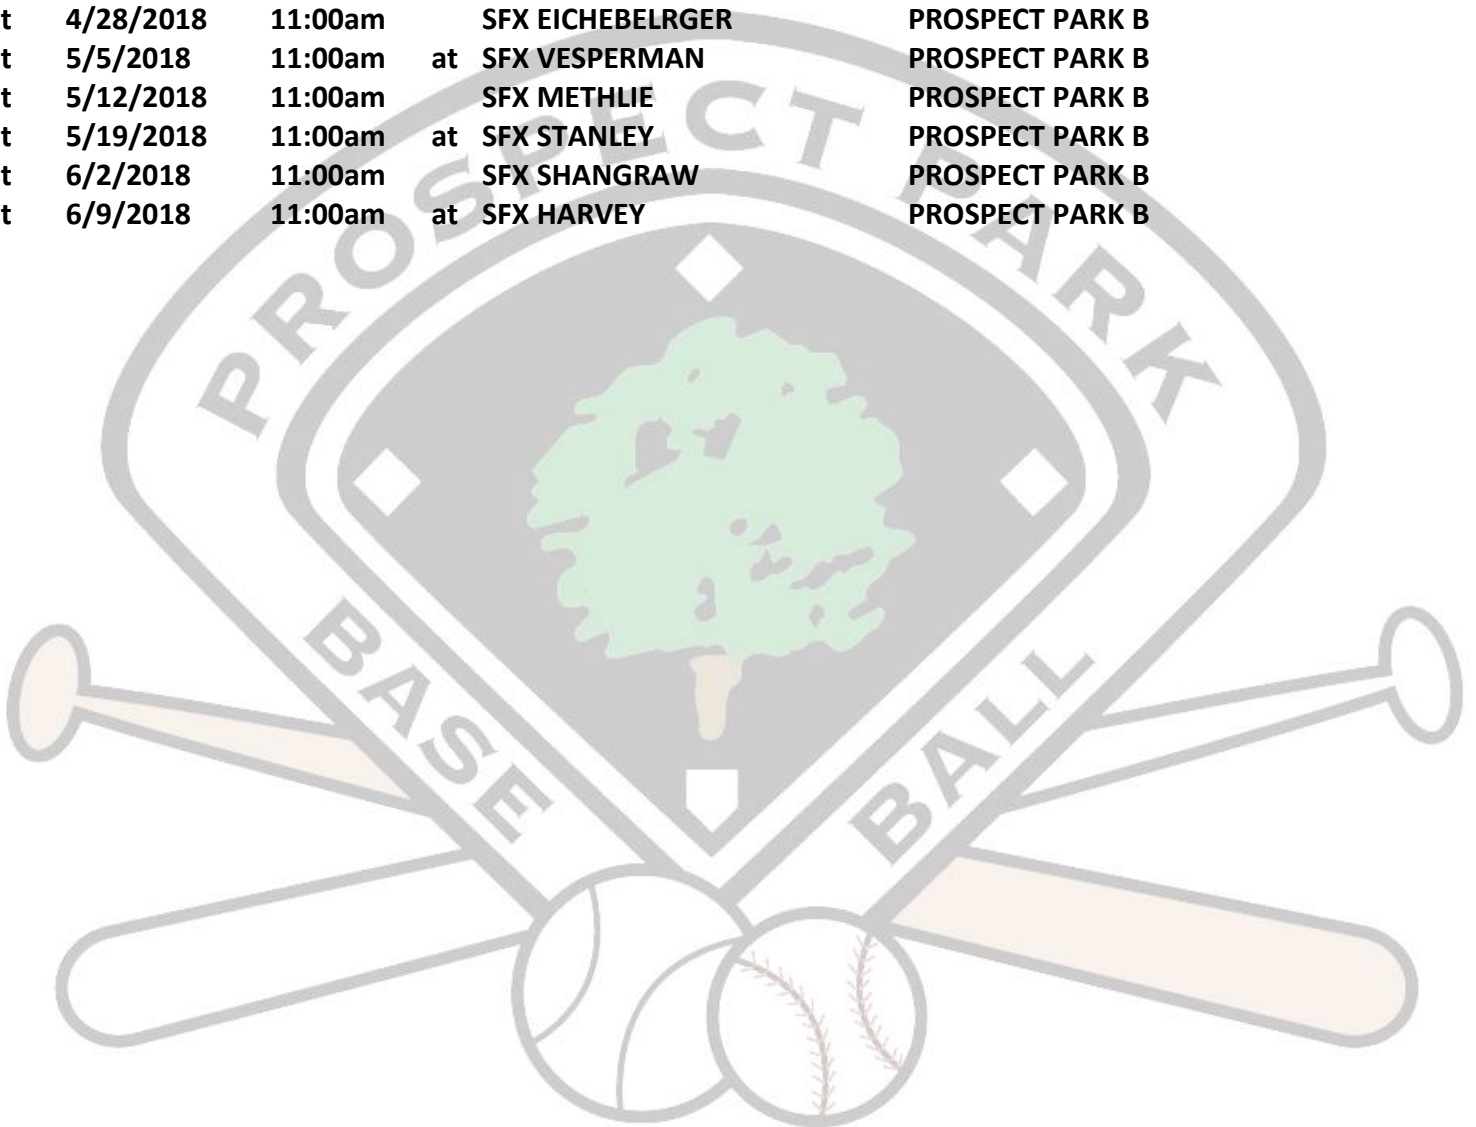 t 4/28/2018 11:00am SFX EICHEBELRGER PROSPECT PARK B
t 5/5/2018 11:00am at SFX VESPERMAN PROSPECT PARK B
t 5/12/2018 11:00am SFX METHLIE PROSPECT PARK B
t 5/19/2018 11:00am at SFX STANLEY PROSPECT PARK B
t 6/2/2018 11:00am SFX SHANGRAW PROSPECT PARK B
t 6/9/2018 11:00am at SFX HARVEY PROSPECT PARK B
PROSPECT PARK
BASE BALL